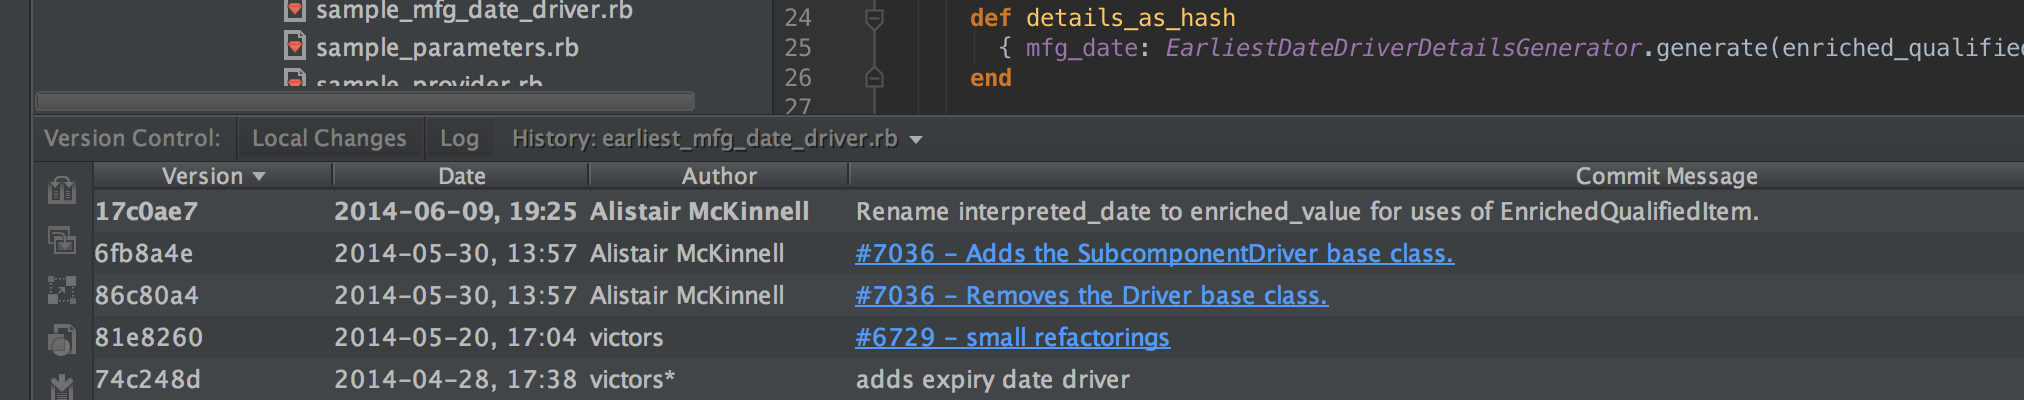 sample_mfg_date_driver.rb
sample_parameters.rb
sample_provider.rb
24 def details_as_hash
25 { mfg_date: EarliestDateDriverDetailsGenerator.generate(enriched_qualified
26 end
27
Version Control: Local Changes Log History: earliest_mfg_date_driver.rb
Version Date Author Commit Message
17c0ae7 2014-06-09, 19:25 Alistair McKinnell Rename interpreted_date to enriched_value for uses of EnrichedQualifiedItem.
6fb8a4e 2014-05-30, 13:57 Alistair McKinnell #7036 – Adds the SubcomponentDriver base class.
86c80a4 2014-05-30, 13:57 Alistair McKinnell #7036 – Removes the Driver base class.
81e8260 2014-05-20, 17:04 victors #6729 – small refactorings
74c248d 2014-04-28, 17:38 victors* adds expiry date driver